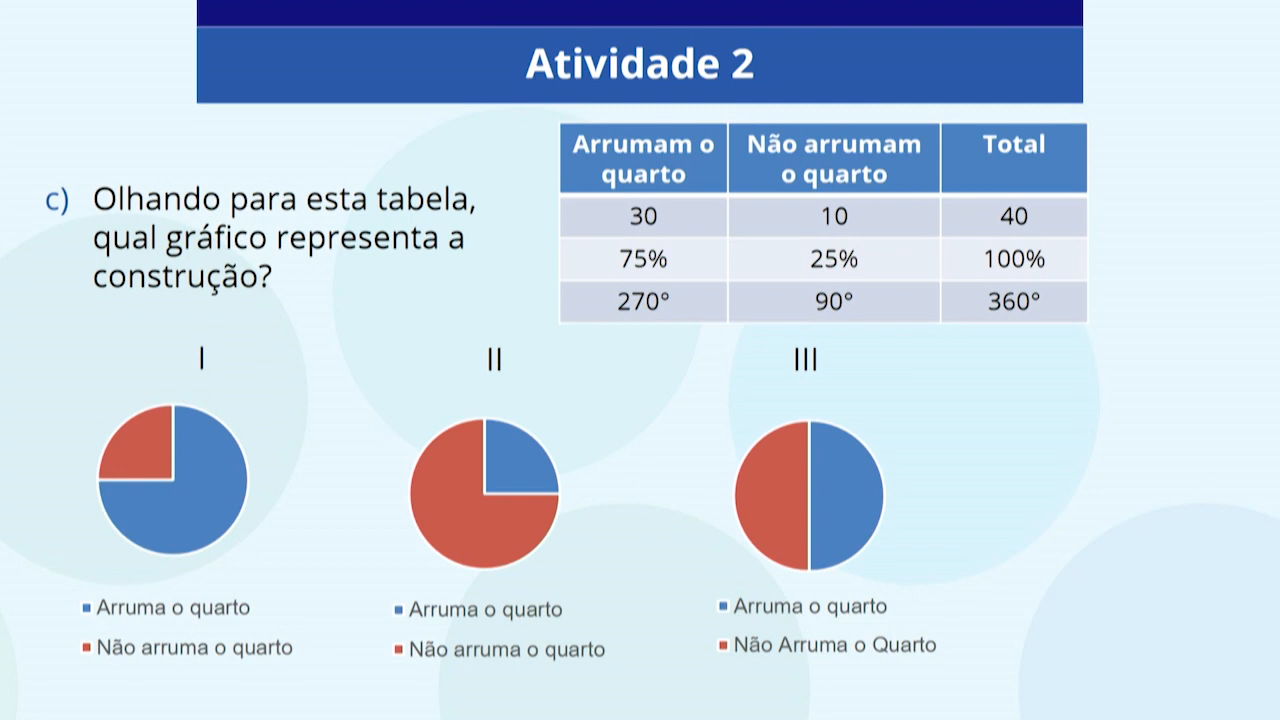 Atividade 2
c) Olhando para esta tabela,
qual gráfico representa a
construção?
Arrumam o quarto Não arrumam o quarto Total
30 10 40
75% 25% 100%
270° 90° 360°
I II III
Arruma o quarto
Não arruma o quarto
Arruma o quarto
Não arruma o quarto
Arruma o quarto
Não Arruma o Quarto